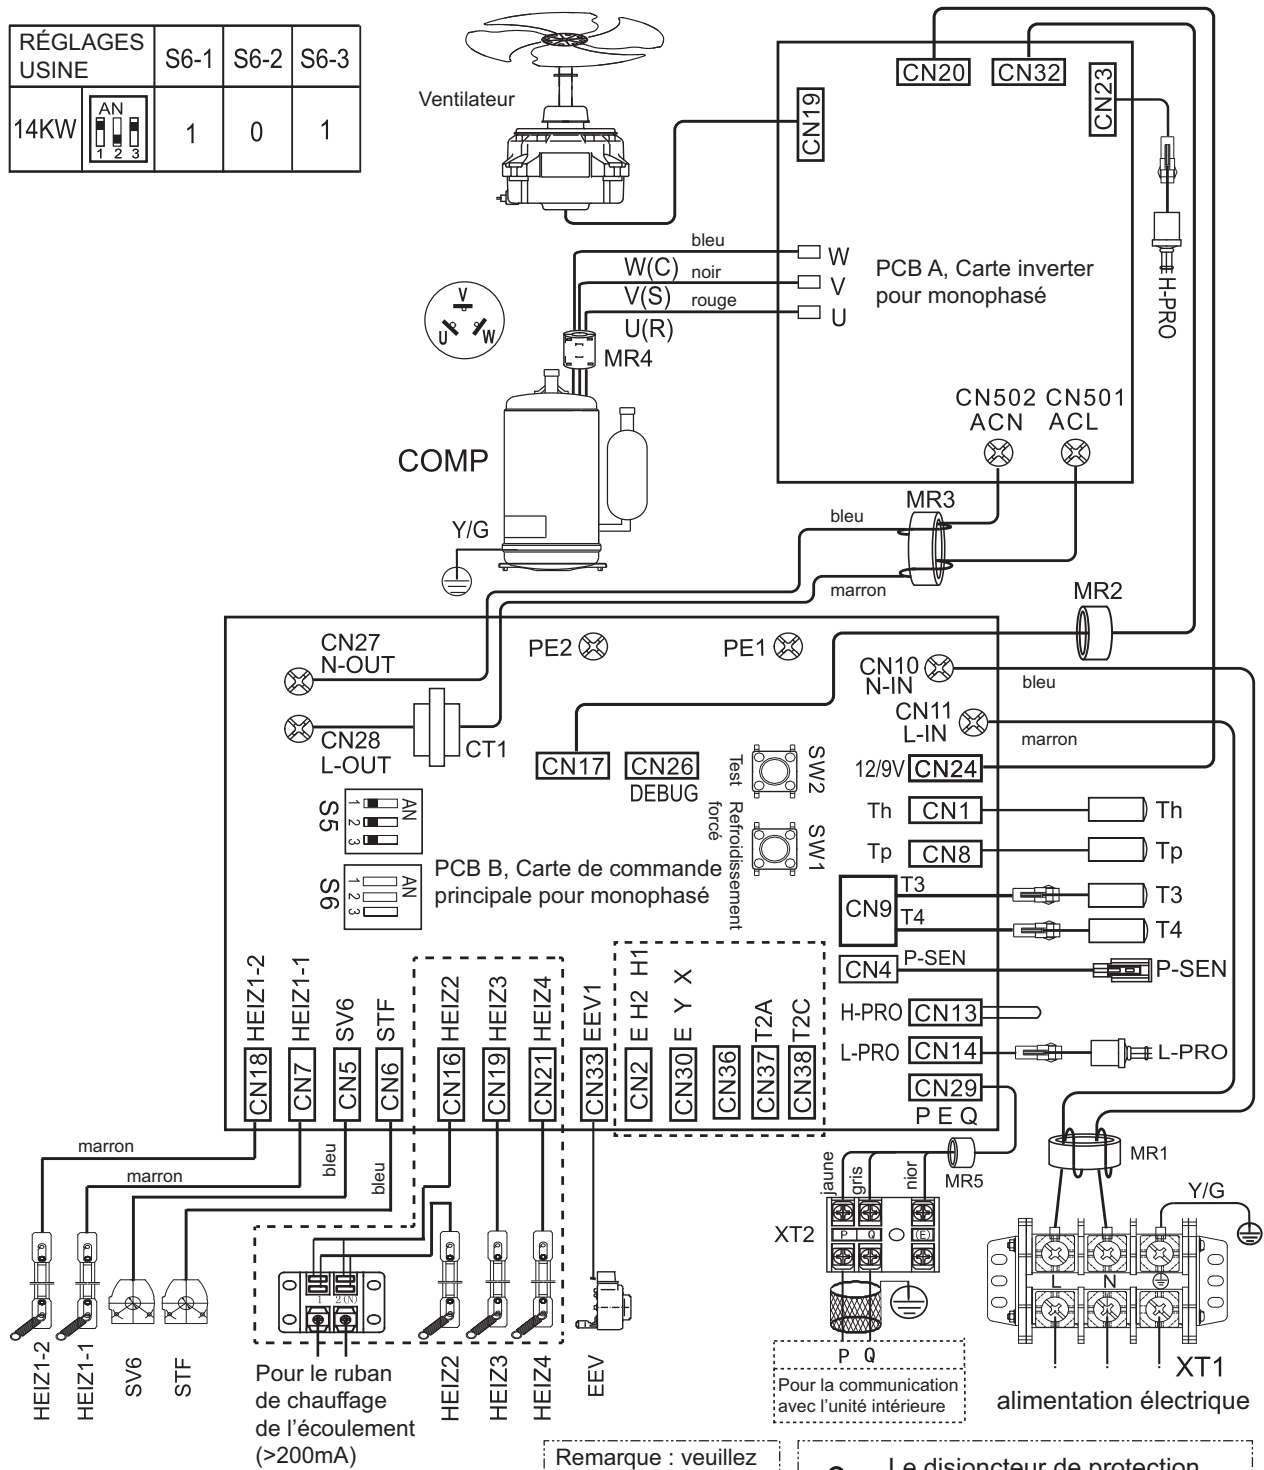 RÉGLAGES
USINE
S6-1
S6-2
S6-3
14KW
AN
1 2 3
1
0
1
Ventilateur
CN20
CN32
CN23
CN19
H-PRO
bleu
W(C)
noir
V(S)
rouge
U(R)
W
V
U
PCB A, Carte inverter
pour monophasé
V
U
W
MR4
COMP
Y/G
CN502
ACN
CN501
ACL
MR3
bleu
marron
MR2
CN27
N-OUT
PE2
PE1
CN10
N-IN
bleu
CN28
L-OUT
CT1
CN11
L-IN
marron
CN17
CN26
DEBUG
SW2
Test
12/9V
CN24
S5
AN
1
2
3
SW1
Refroidissement
forcé
Th
CN1
Th
Tp
CN8
Tp
S6
AN
1
2
3
PCB B, Carte de commande
principale pour monophasé
CN9
T3
T3
T4
T4
CN4
P-SEN
P-SEN
H-PRO
CN13
L-PRO
CN14
L-PRO
CN29
P E Q
HEIZ1-2
HEIZ1-1
SV6
STF
HEIZ2
HEIZ3
HEIZ4
EEV1
E H2 H1
E Y X
T2A
T2C
CN18
CN7
CN5
CN6
CN16
CN19
CN21
CN33
CN2
CN30
CN36
CN37
CN38
marron
marron
bleu
bleu
jaune
gris
nior
MR5
MR1
Y/G
XT2
P
Q
(E)
L
N
2(N)
P Q
Pour la communication
avec l'unité intérieure
XT1
alimentation électrique
HEIZ1-2
HEIZ1-1
SV6
STF
Pour le ruban
de chauffage
de l'écoulement
(>200mA)
HEIZ2
HEIZ3
HEIZ4
EEV
Remarque : veuillez